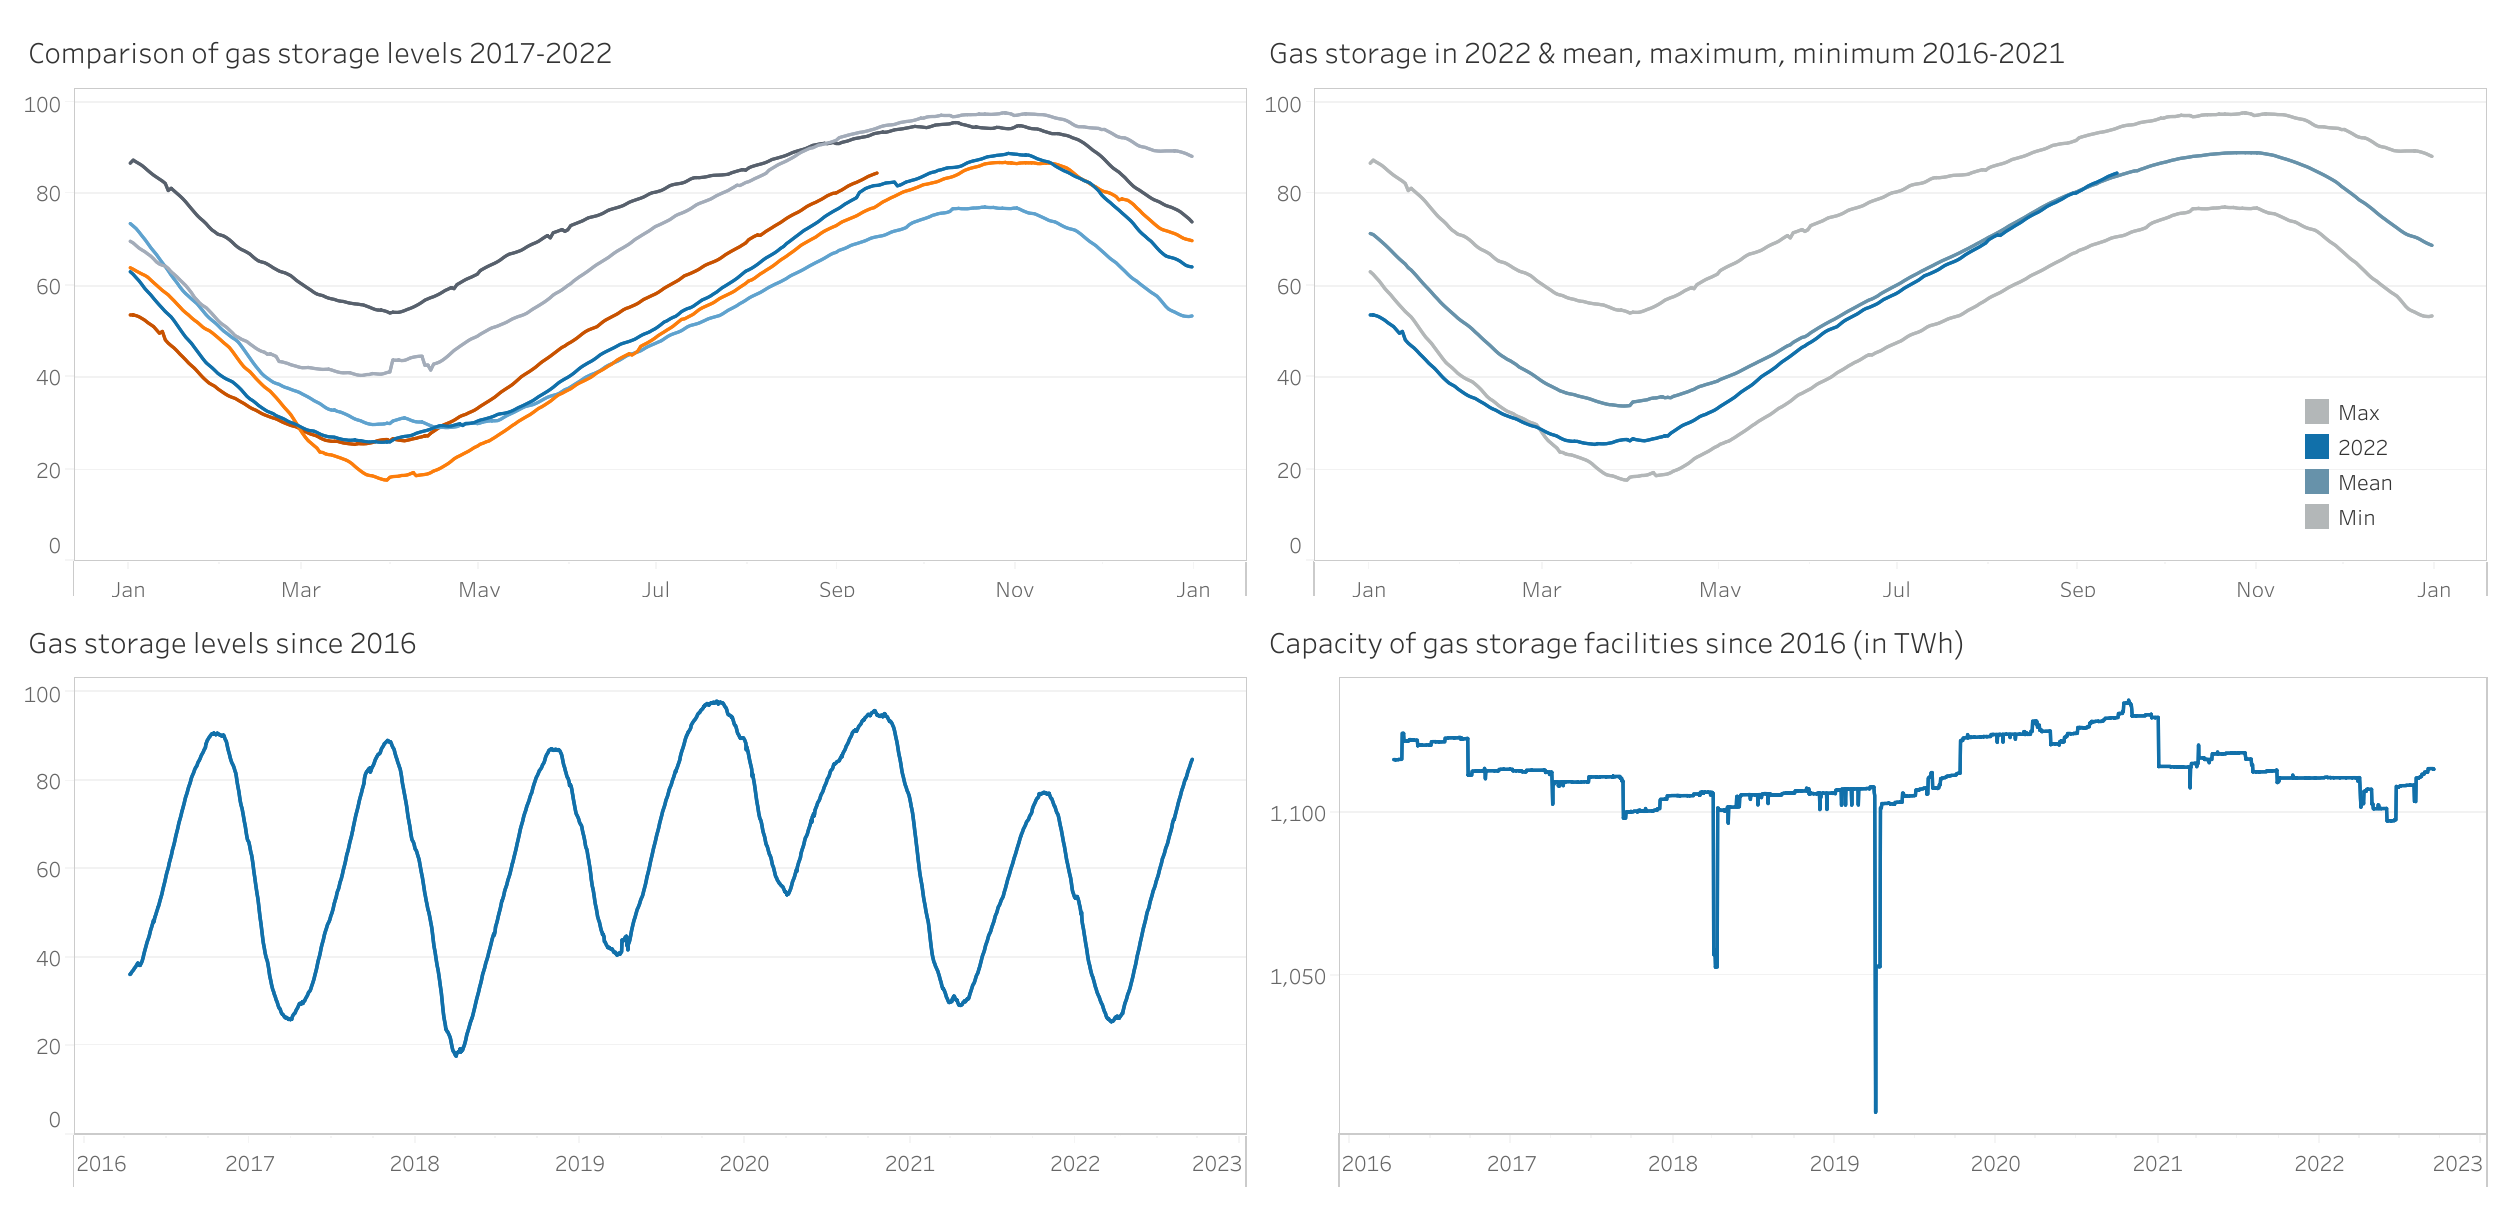 Comparison of gas storage levels 2017-2022
100
80
60
40
20
0
Jan Mar May Jul Sep Nov Jan
Gas storage in 2022 & mean, maximum, minimum 2016-2021
100
80
60
40
20
0
Max
2022
Mean
Min
Jan Mar May Jul Sep Nov Jan
Gas storage levels since 2016
100
80
60
40
20
0
2016 2017 2018 2019 2020 2021 2022 2023
Capacity of gas storage facilities since 2016 (in TWh)
1,100
1,050
2016 2017 2018 2019 2020 2021 2022 2023